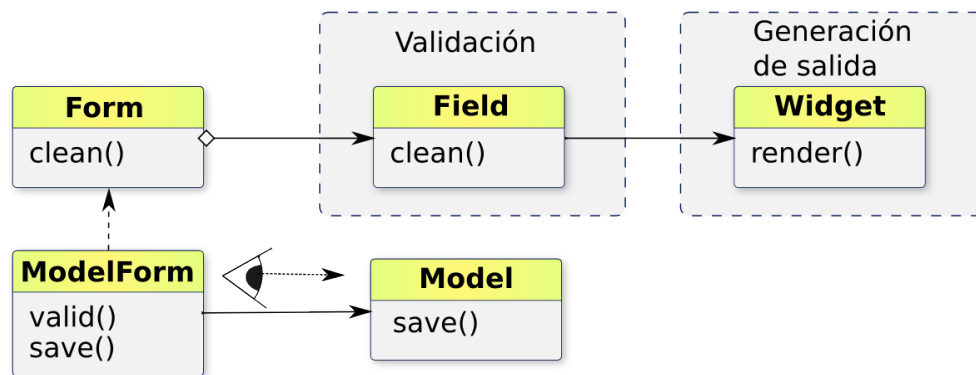 Validación
Generación
de salida
Form
clean()
Field
clean()
Widget
render()
ModelForm
valid()
save()
Model
save()